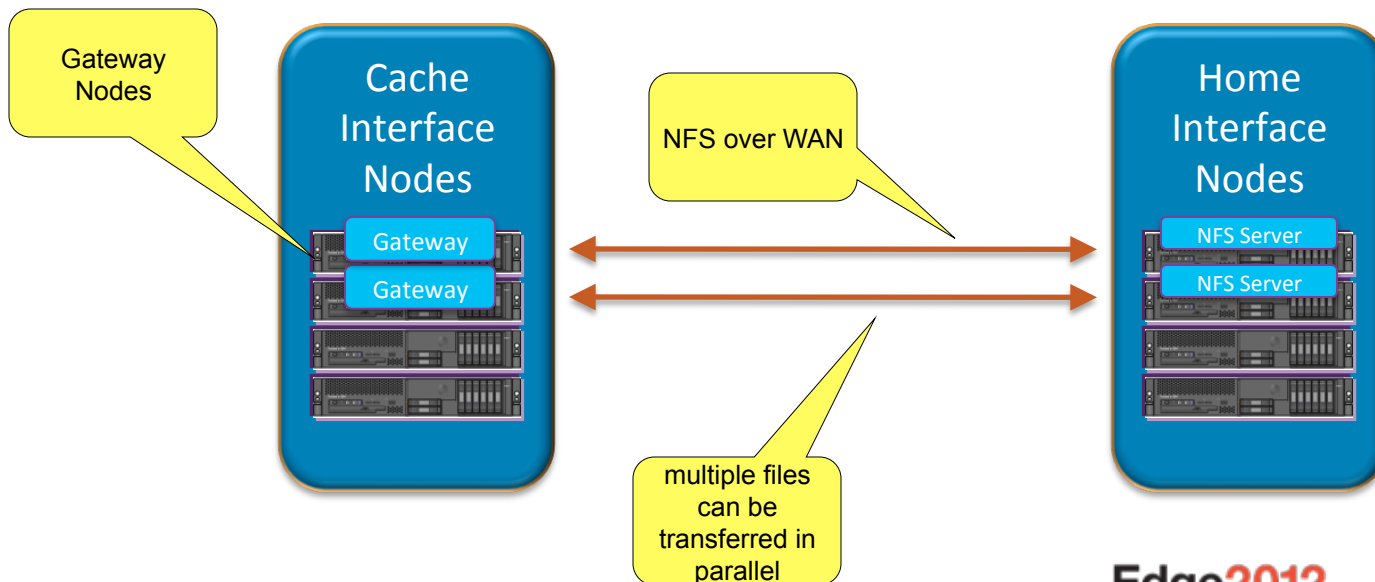 Gateway
Nodes
Cache
Interface
Nodes
Gateway
Gateway
NFS over WAN
multiple files
can be
transferred in
parallel
Home
Interface
Nodes
NFS Server
NFS Server